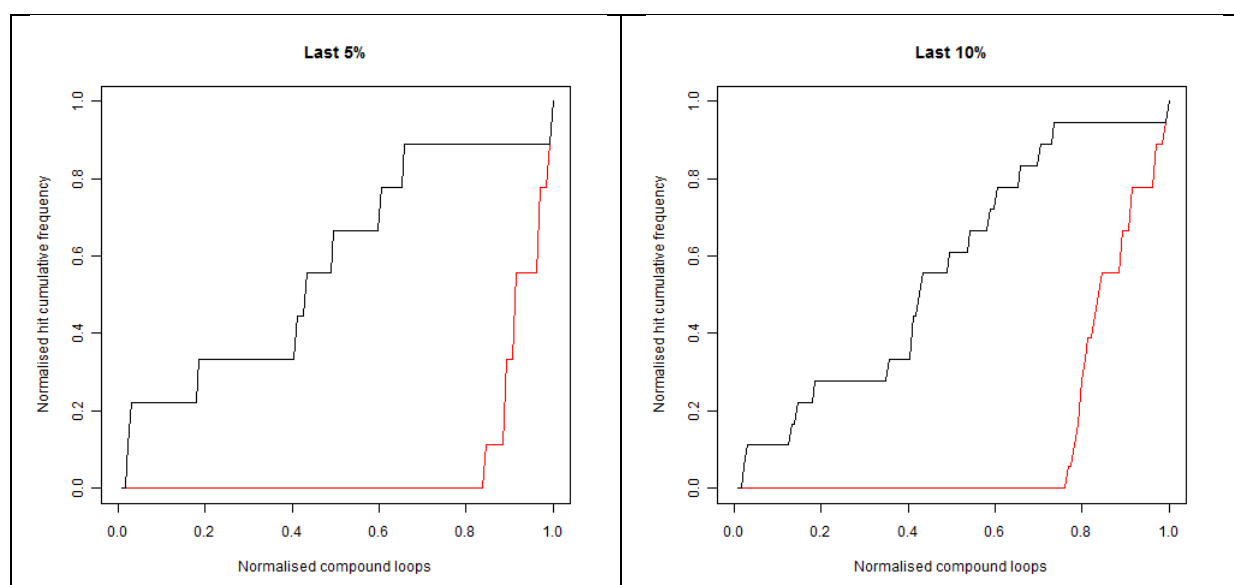 Last 5%
Normalised hit cumulative frequency
1.0
0.8
0.6
0.4
0.2
0.0
0.0 0.2 0.4 0.6 0.8 1.0
Normalised compound loops
Last 10%
Normalised hit cumulative frequency
1.0
0.8
0.6
0.4
0.2
0.0
0.0 0.2 0.4 0.6 0.8 1.0
Normalised compound loops